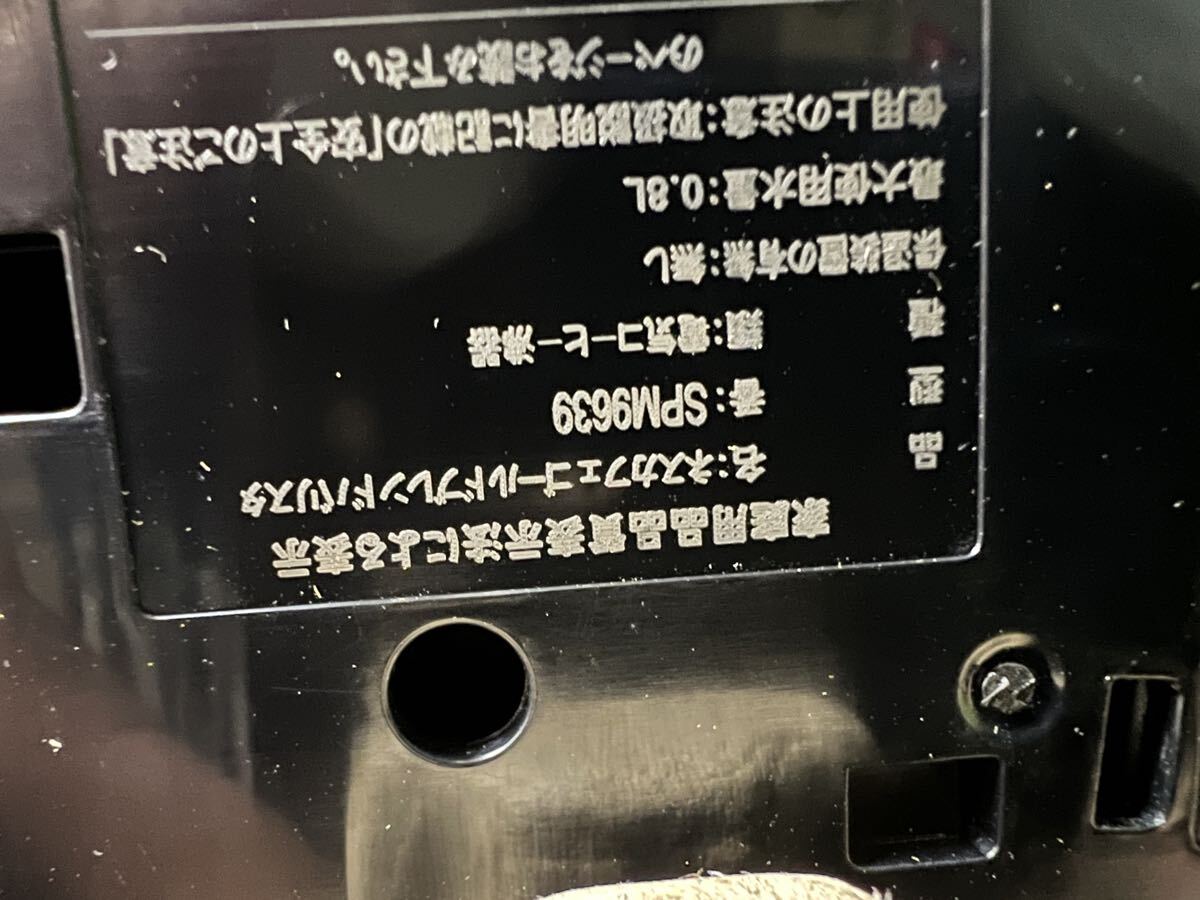 家庭用品品質表示法による表示
品　名：ネスカフェゴールドブレンドバリスタ
型　番：SPM9639
種　類：電気コーヒー沸器
保温装置の有無：無し
最大使用水量：0.8L
使用上の注意：取扱説明書に記載の「安全上のご注意」
のページをお読み下さい。